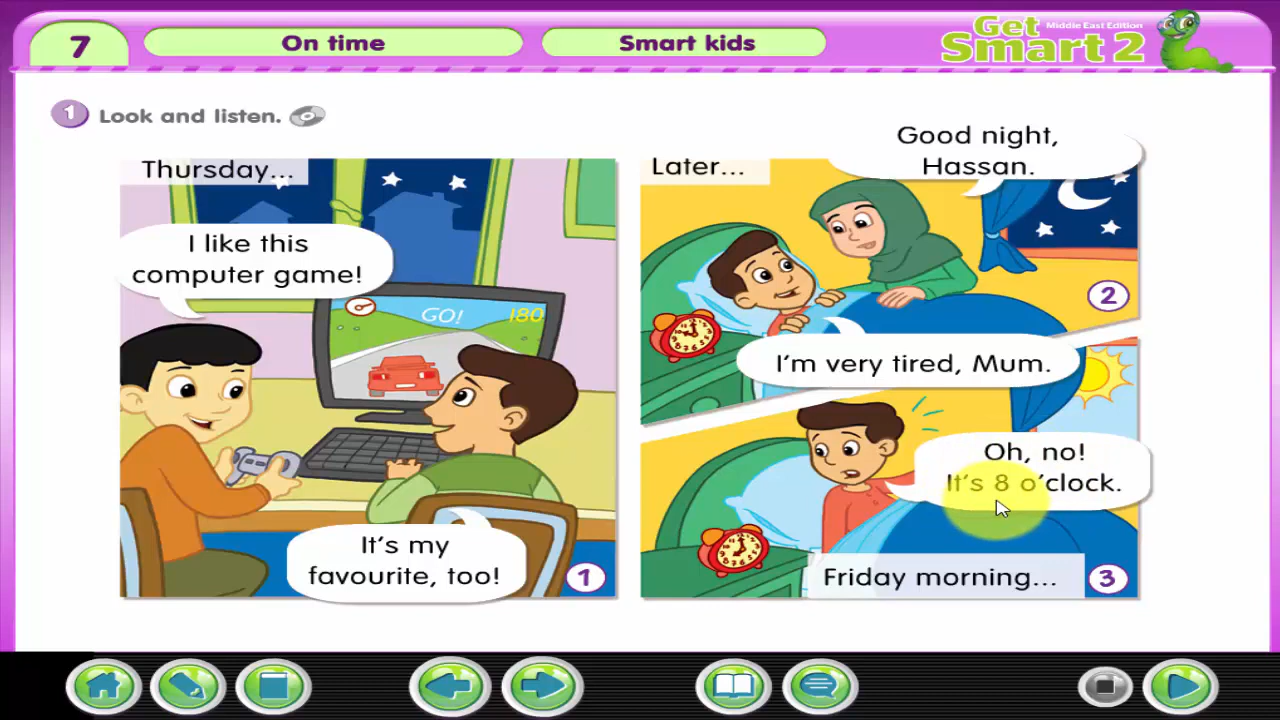 7
On time
Smart kids
Get
Middle East Edition
Smart 2
1 Look and listen.
Thursday...
I like this
computer game!
GO!
180
It's my
favourite, too!
1
Later...
Good night,
Hassan.
I'm very tired, Mum.
2
Oh, no!
It's 8 o'clock.
Friday morning...
3